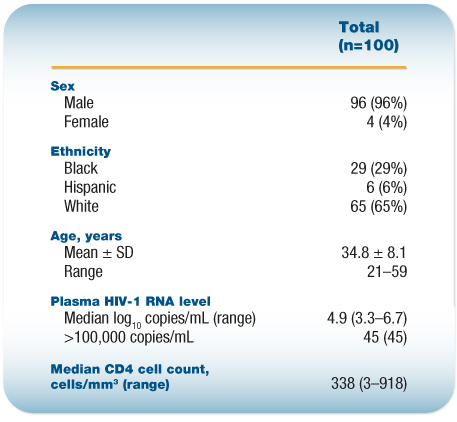 Total
(n=100)
Sex
Male 96 (96%)
Female 4 (4%)
Ethnicity
Black 29 (29%)
Hispanic 6 (6%)
White 65 (65%)
Age, years
Mean ± SD 34.8 ± 8.1
Range 21–59
Plasma HIV-1 RNA level
Median log₁₀ copies/mL (range) 4.9 (3.3–6.7)
>100,000 copies/mL 45 (45)
Median CD4 cell count,
cells/mm³ (range) 338 (3–918)